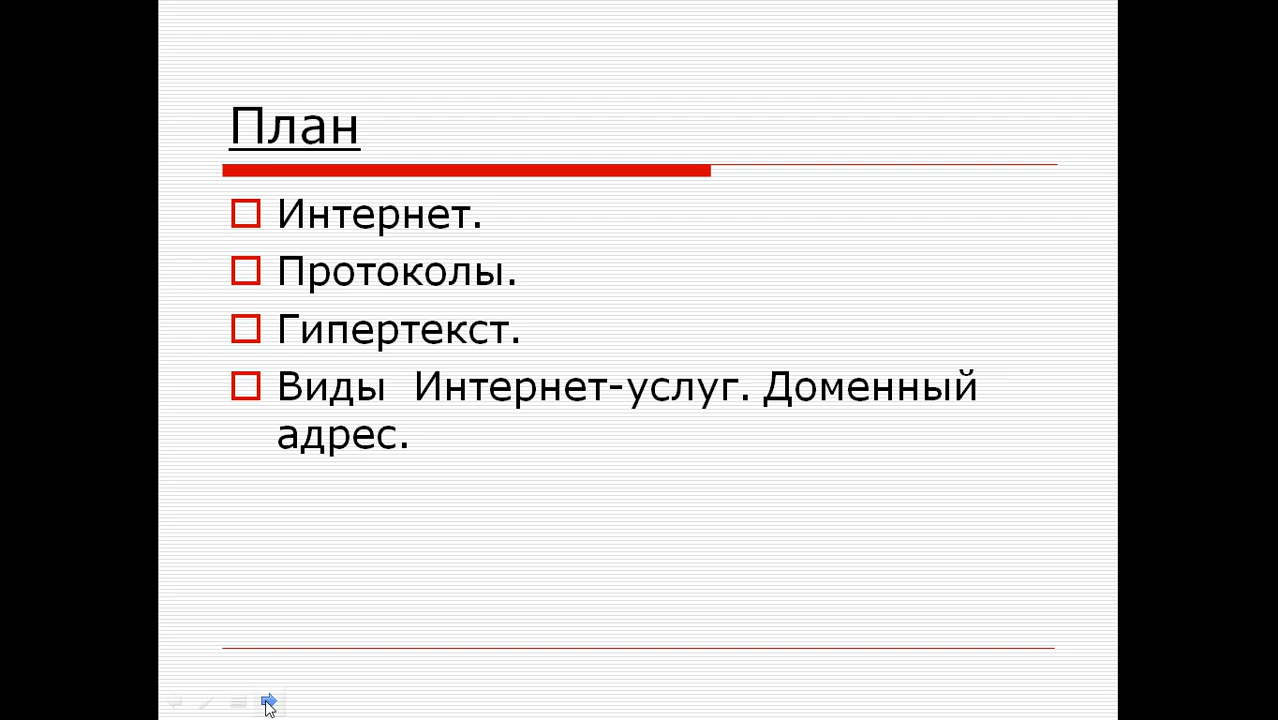 План
Интернет.
Протоколы.
Гипертекст.
Виды  Интернет-услуг. Доменный
адрес.